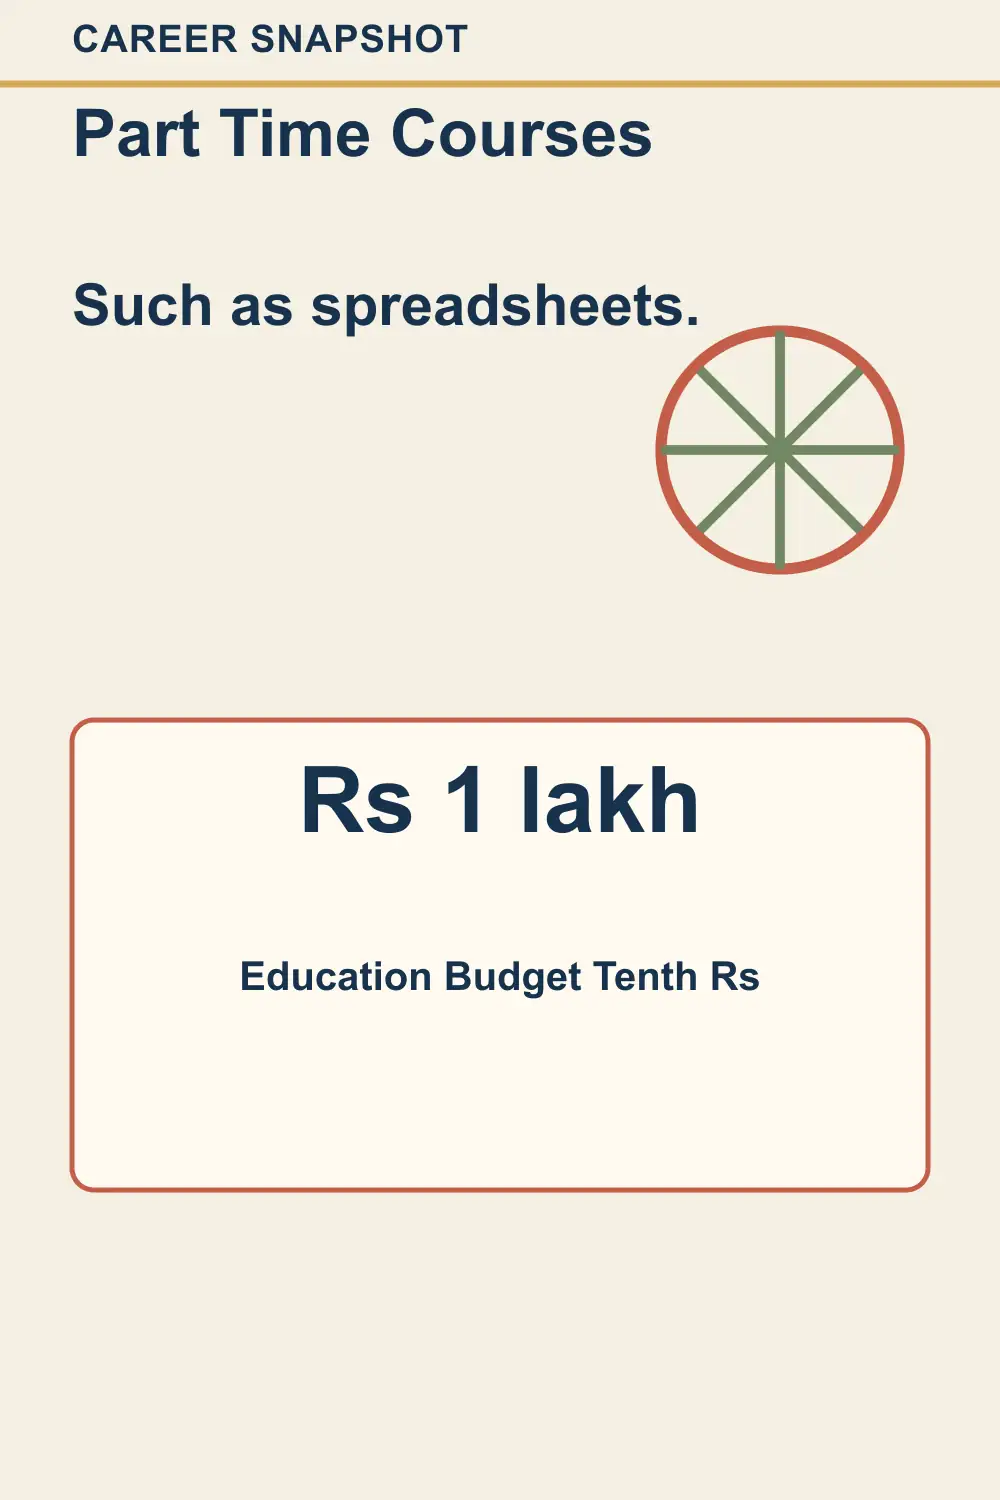 CAREER SNAPSHOT
Part Time Courses
Such as spreadsheets.
Rs 1 lakh
Education Budget Tenth Rs